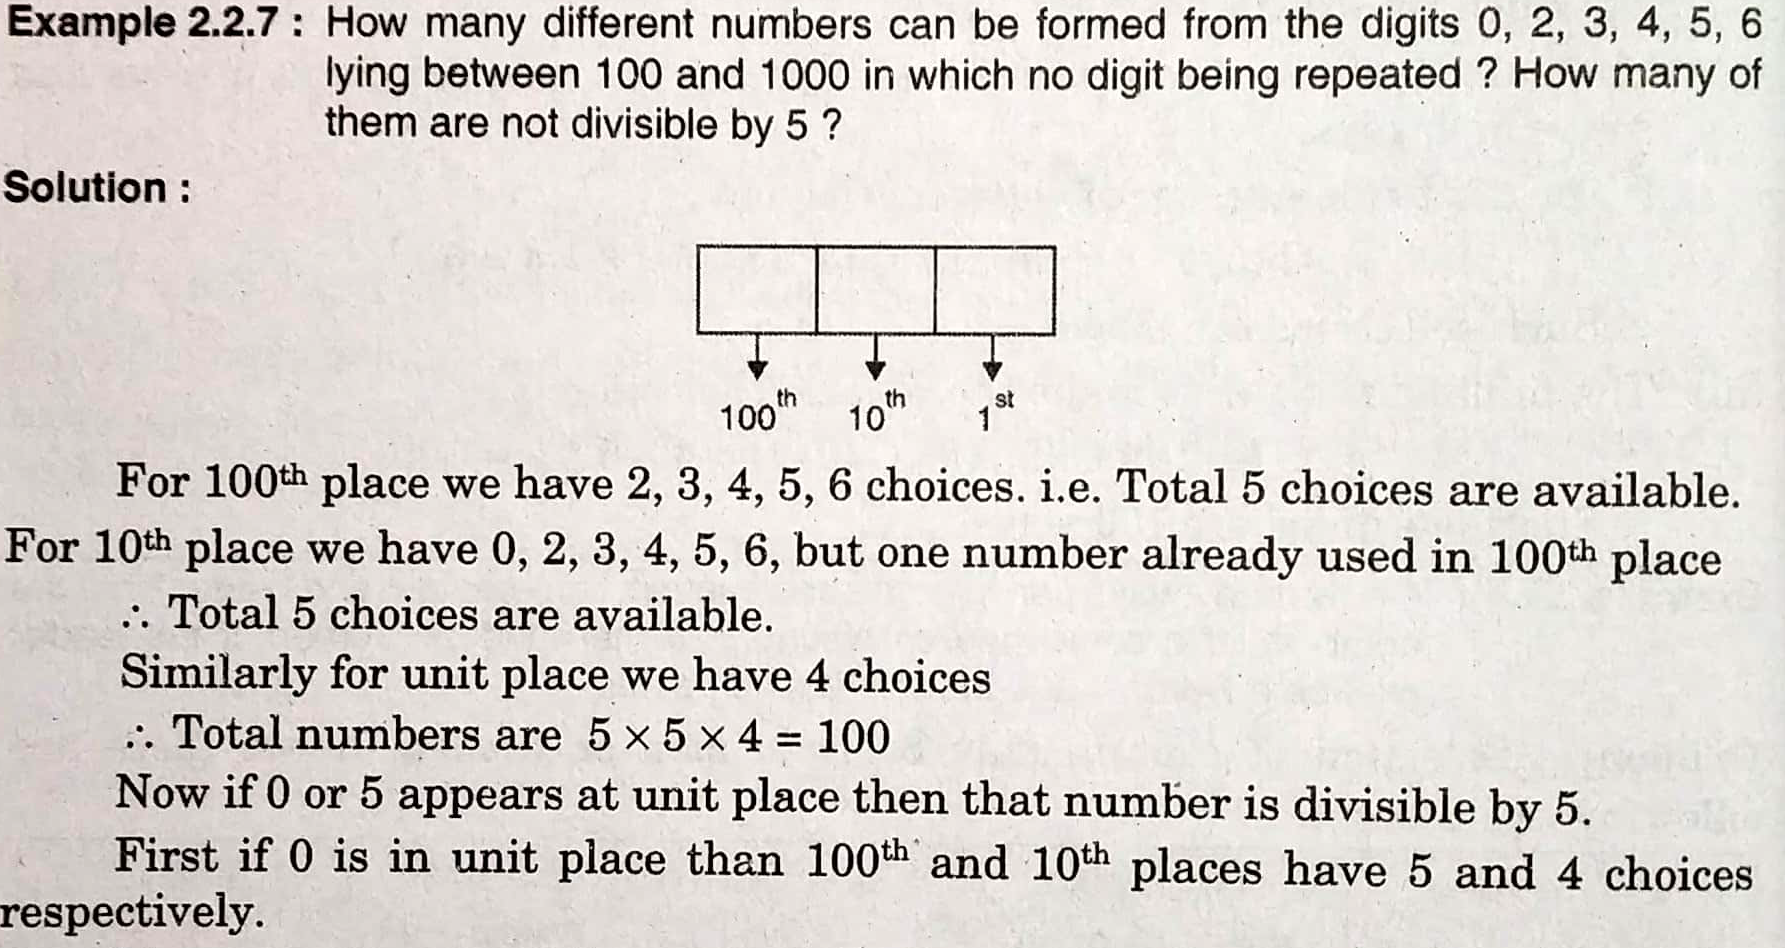 Example 2.2.7 : How many different numbers can be formed from the digits 0, 2, 3, 4, 5, 6
lying between 100 and 1000 in which no digit being repeated ? How many of
them are not divisible by 5 ?
Solution :
100th 10th 1st
For 100th place we have 2, 3, 4, 5, 6 choices. i.e. Total 5 choices are available.
For 10th place we have 0, 2, 3, 4, 5, 6, but one number already used in 100th place
∴ Total 5 choices are available.
Similarly for unit place we have 4 choices
∴ Total numbers are 5 × 5 × 4 = 100
Now if 0 or 5 appears at unit place then that number is divisible by 5.
First if 0 is in unit place than 100th and 10th places have 5 and 4 choices
respectively.